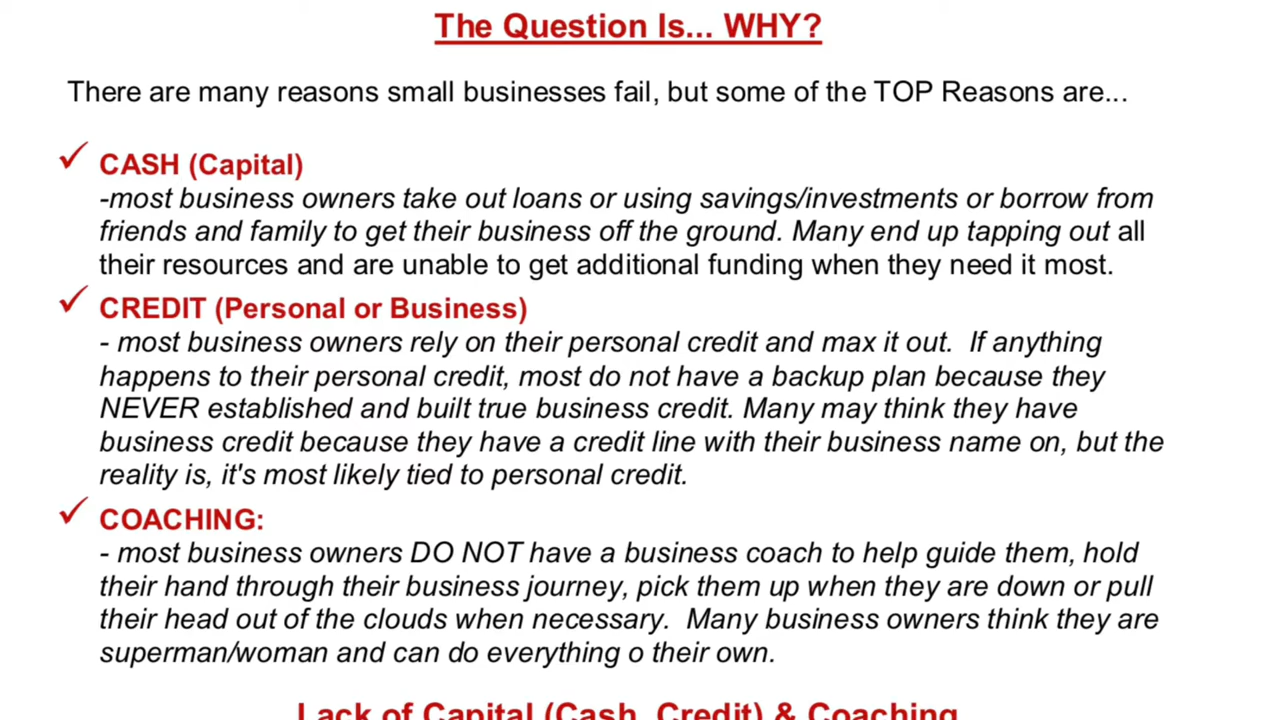 The Question Is... WHY?
There are many reasons small businesses fail, but some of the TOP Reasons are...
✓ CASH (Capital)
-most business owners take out loans or using savings/investments or borrow from
friends and family to get their business off the ground. Many end up tapping out all
their resources and are unable to get additional funding when they need it most.
✓ CREDIT (Personal or Business)
- most business owners rely on their personal credit and max it out.  If anything
happens to their personal credit, most do not have a backup plan because they
NEVER established and built true business credit. Many may think they have
business credit because they have a credit line with their business name on, but the
reality is, it's most likely tied to personal credit.
✓ COACHING:
- most business owners DO NOT have a business coach to help guide them, hold
their hand through their business journey, pick them up when they are down or pull
their head out of the clouds when necessary.  Many business owners think they are
superman/woman and can do everything o their own.
Lack of Capital (Cash, Credit) & Coaching